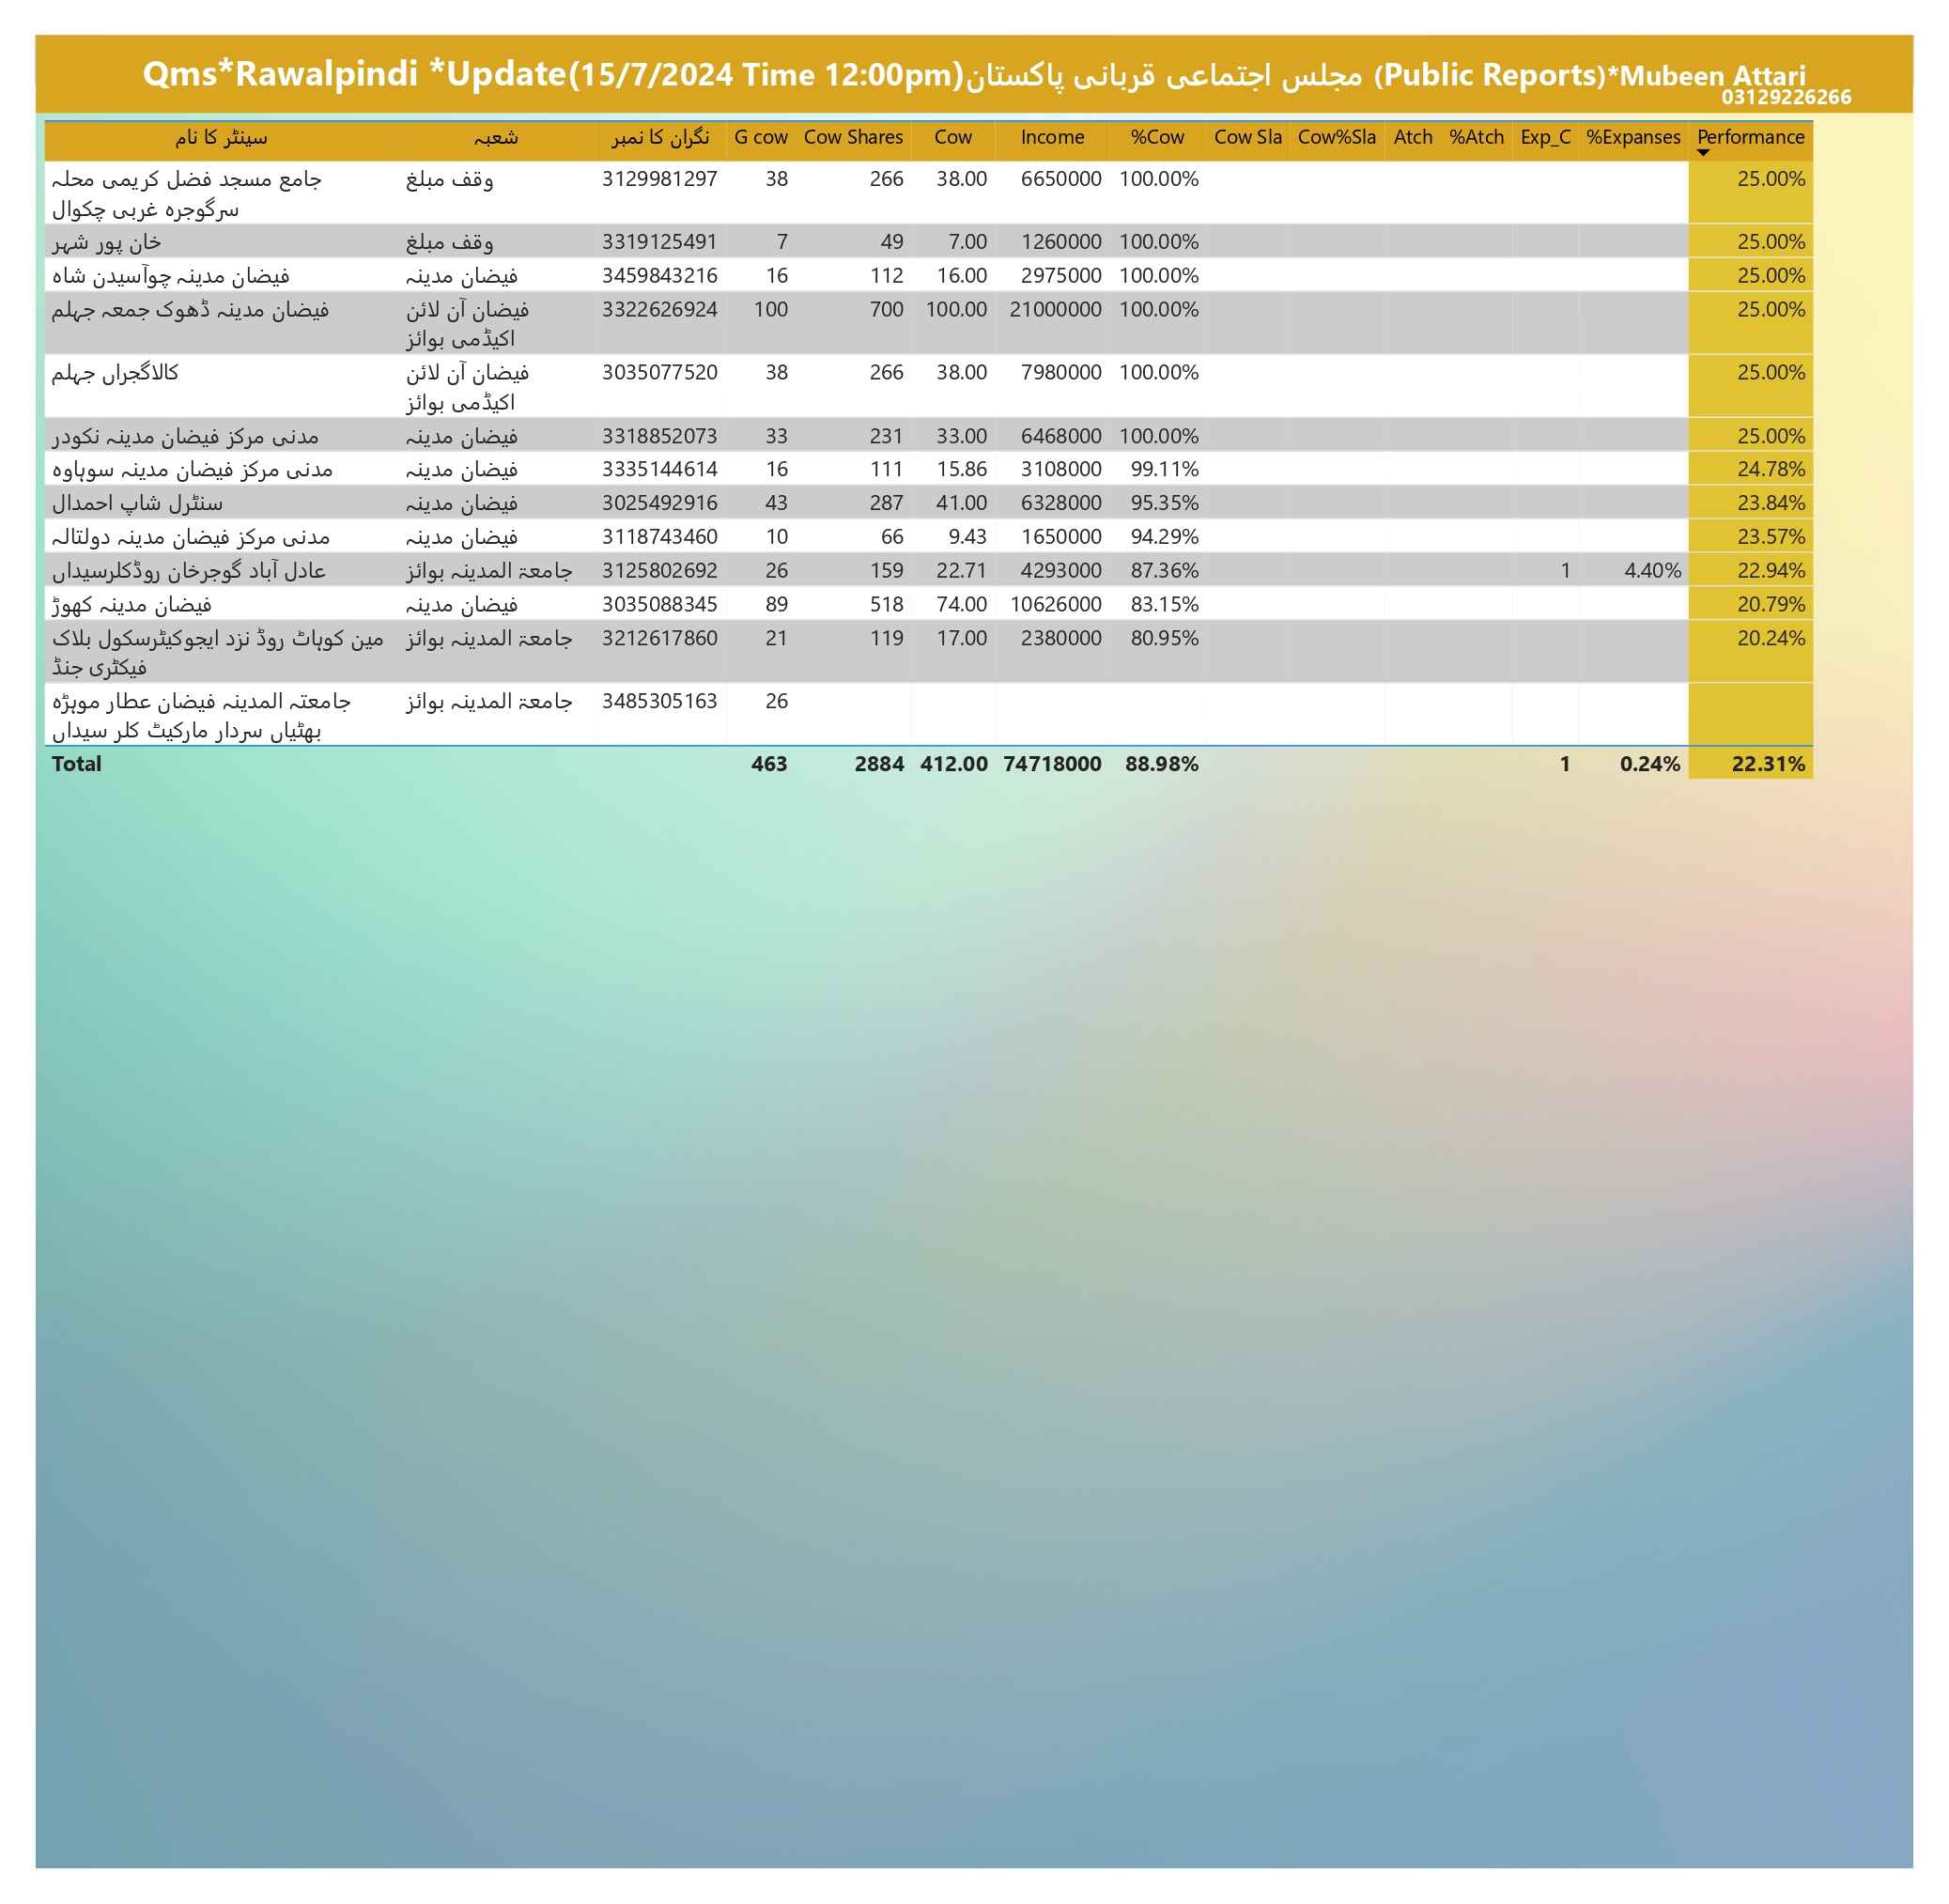 Qms*Rawalpindi *Update(15/7/2024 Time 12:00pm)مجلس اجتماعی قربانی پاکستان (Public Reports)*Mubeen Attari
03129226266
سینٹر کا نام شعبہ نگران کا نمبر G cow Cow Shares Cow Income %Cow Cow Sla Cow%Sla Atch %Atch Exp_C %Expanses Performance
جامع مسجد فضل کریمی محلہ وقف مبلغ 3129981297 38 266 38.00 6650000 100.00% 25.00%
سرگوجرہ غربی چکوال
خان پور شہر وقف مبلغ 3319125491 7 49 7.00 1260000 100.00% 25.00%
فیضان مدینہ چوآسیدن شاہ فیضان مدینہ 3459843216 16 112 16.00 2975000 100.00% 25.00%
فیضان مدینہ ڈھوک جمعہ جہلم فیضان آن لائن 3322626924 100 700 100.00 21000000 100.00% 25.00%
اکیڈمی بوائز
کالاگجراں جہلم فیضان آن لائن 3035077520 38 266 38.00 7980000 100.00% 25.00%
اکیڈمی بوائز
مدنی مرکز فیضان مدینہ نکودر فیضان مدینہ 3318852073 33 231 33.00 6468000 100.00% 25.00%
مدنی مرکز فیضان مدینہ سوہاوہ فیضان مدینہ 3335144614 16 111 15.86 3108000 99.11% 24.78%
سنٹرل شاپ احمدال فیضان مدینہ 3025492916 43 287 41.00 6328000 95.35% 23.84%
مدنی مرکز فیضان مدینہ دولتالہ فیضان مدینہ 3118743460 10 66 9.43 1650000 94.29% 23.57%
عادل آباد گوجرخان روڈکلرسیداں جامعۃ المدینہ بوائز 3125802692 26 159 22.71 4293000 87.36% 1 4.40% 22.94%
فیضان مدینہ کھوڑ فیضان مدینہ 3035088345 89 518 74.00 10626000 83.15% 20.79%
مین کوہاٹ روڈ نزد ایجوکیٹرسکول بلاک جامعۃ المدینہ بوائز 3212617860 21 119 17.00 2380000 80.95% 20.24%
فیکٹری جنڈ
جامعتہ المدینہ فیضان عطار موہڑہ جامعۃ المدینہ بوائز 3485305163 26
بھٹیاں سردار مارکیٹ کلر سیداں
Total 463 2884 412.00 74718000 88.98% 1 0.24% 22.31%